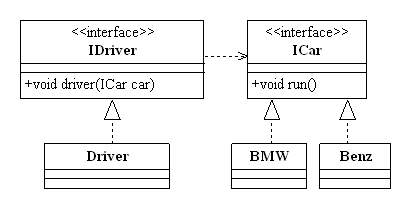 <<interface>>
IDriver
+void driver(ICar car)
<<interface>>
ICar
+void run()
Driver
BMW
Benz